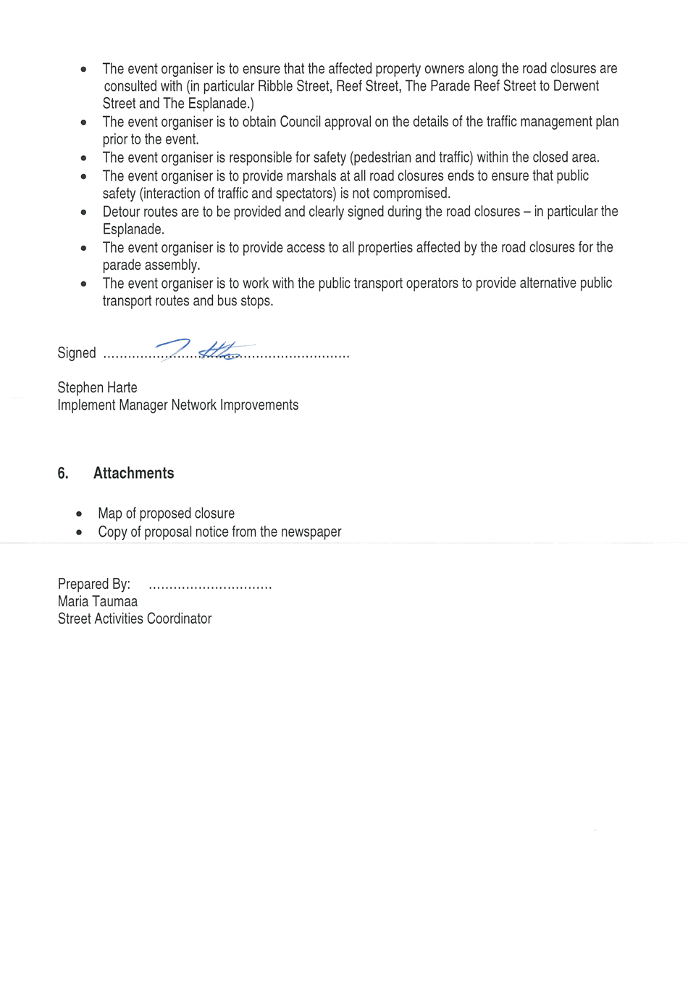 • The event organiser is to ensure that the affected property owners along the road closures are
consulted with (in particular Ribble Street, Reef Street, The Parade Reef Street to Derwent
Street and The Esplanade.)
• The event organiser is to obtain Council approval on the details of the traffic management plan
prior to the event.
• The event organiser is responsible for safety (pedestrian and traffic) within the closed area.
• The event organiser is to provide marshals at all road closures ends to ensure that public
safety (interaction of traffic and spectators) is not compromised.
• Detour routes are to be provided and clearly signed during the road closures – in particular the
Esplanade.
• The event organiser is to provide access to all properties affected by the road closures for the
parade assembly.
• The event organiser is to work with the public transport operators to provide alternative public
transport routes and bus stops.
Signed ............................................................
Stephen Harte
Implement Manager Network Improvements
6. Attachments
• Map of proposed closure
• Copy of proposal notice from the newspaper
Prepared By: ..............................
Maria Taumaa
Street Activities Coordinator